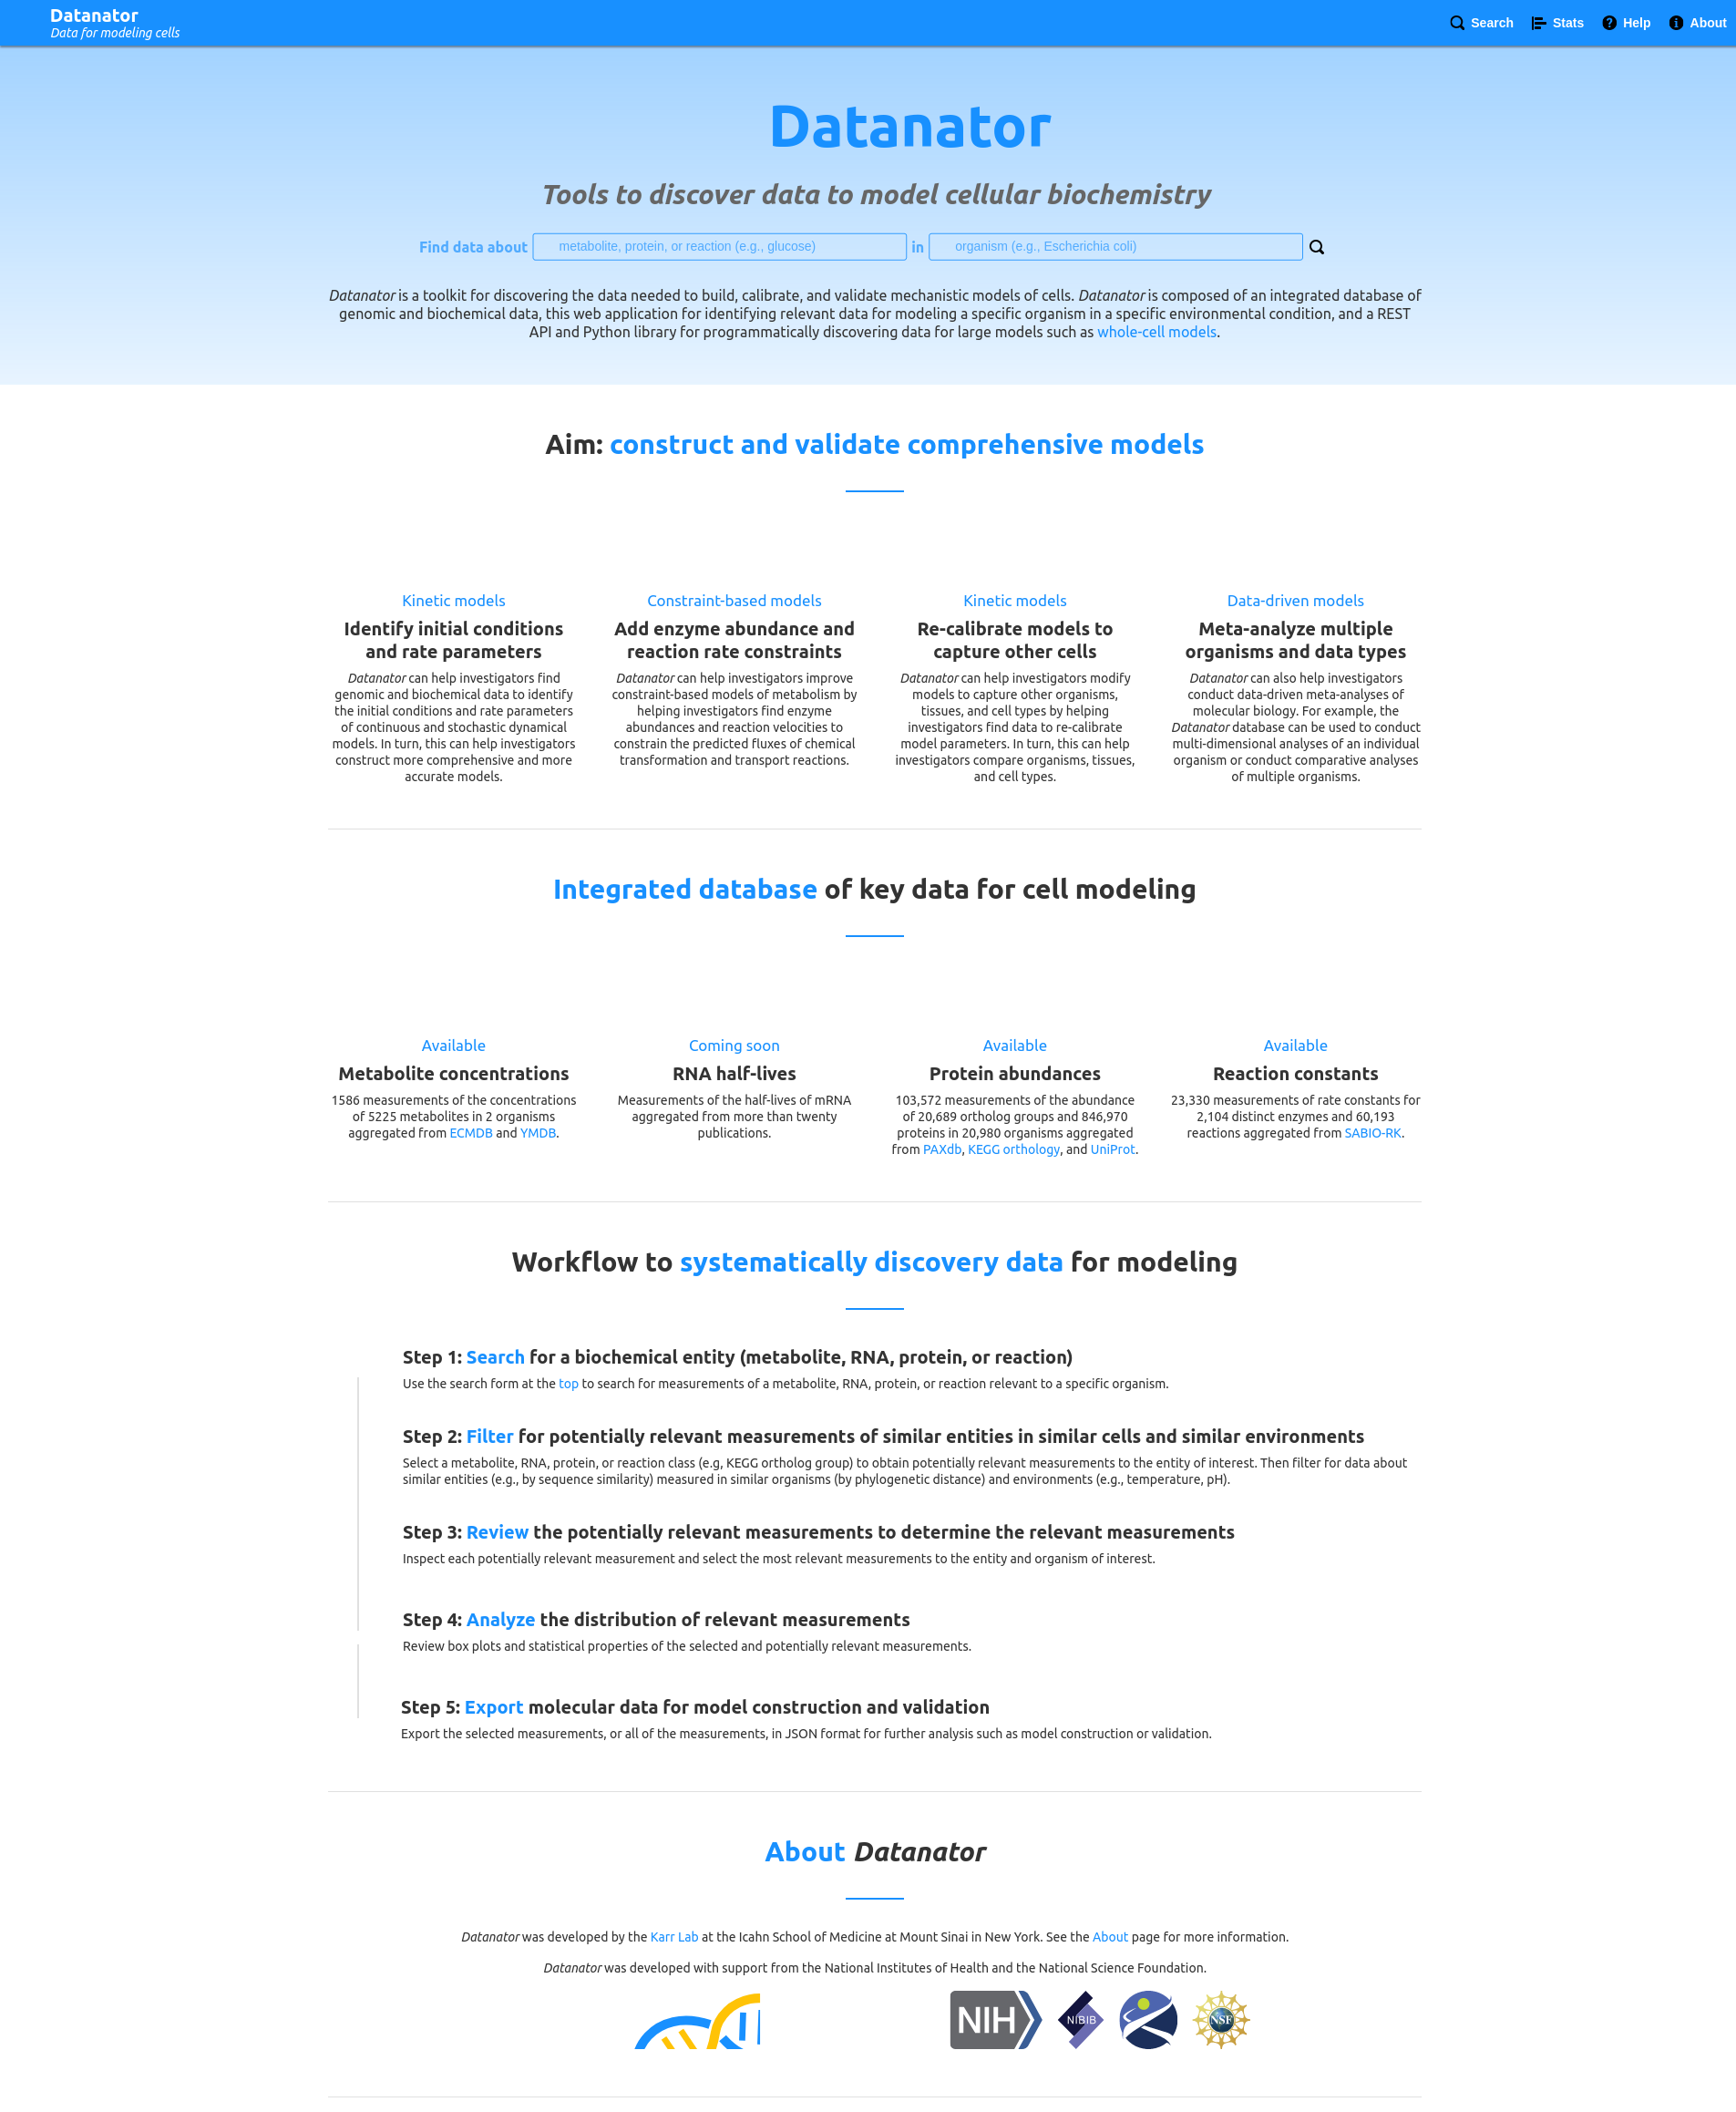 Datanator
Data for modeling cells
Search
Stats
Help
About
Datanator
Tools to discover data to model cellular biochemistry
Find data about metabolite, protein, or reaction (e.g., glucose) in organism (e.g., Escherichia coli)
Datanator is a toolkit for discovering the data needed to build, calibrate, and validate mechanistic models of cells. Datanator is composed of an integrated database of
genomic and biochemical data, this web application for identifying relevant data for modeling a specific organism in a specific environmental condition, and a REST
API and Python library for programmatically discovering data for large models such as whole-cell models.
Aim: construct and validate comprehensive models
Kinetic models
Identify initial conditions
and rate parameters
Datanator can help investigators find
genomic and biochemical data to identify
the initial conditions and rate parameters
of continuous and stochastic dynamical
models. In turn, this can help investigators
construct more comprehensive and more
accurate models.
Constraint-based models
Add enzyme abundance and
reaction rate constraints
Datanator can help investigators improve
constraint-based models of metabolism by
helping investigators find enzyme
abundances and reaction velocities to
constrain the predicted fluxes of chemical
transformation and transport reactions.
Kinetic models
Re-calibrate models to
capture other cells
Datanator can help investigators modify
models to capture other organisms,
tissues, and cell types by helping
investigators find data to re-calibrate
model parameters. In turn, this can help
investigators compare organisms, tissues,
and cell types.
Data-driven models
Meta-analyze multiple
organisms and data types
Datanator can also help investigators
conduct data-driven meta-analyses of
molecular biology. For example, the
Datanator database can be used to conduct
multi-dimensional analyses of an individual
organism or conduct comparative analyses
of multiple organisms.
Integrated database of key data for cell modeling
Available
Metabolite concentrations
1586 measurements of the concentrations
of 5225 metabolites in 2 organisms
aggregated from ECMDB and YMDB.
Coming soon
RNA half-lives
Measurements of the half-lives of mRNA
aggregated from more than twenty
publications.
Available
Protein abundances
103,572 measurements of the abundance
of 20,689 ortholog groups and 846,970
proteins in 20,980 organisms aggregated
from PAXdb, KEGG orthology, and UniProt.
Available
Reaction constants
23,330 measurements of rate constants for
2,104 distinct enzymes and 60,193
reactions aggregated from SABIO-RK.
Workflow to systematically discovery data for modeling
Step 1: Search for a biochemical entity (metabolite, RNA, protein, or reaction)
Use the search form at the top to search for measurements of a metabolite, RNA, protein, or reaction relevant to a specific organism.
Step 2: Filter for potentially relevant measurements of similar entities in similar cells and similar environments
Select a metabolite, RNA, protein, or reaction class (e.g, KEGG ortholog group) to obtain potentially relevant measurements to the entity of interest. Then filter for data about
similar entities (e.g., by sequence similarity) measured in similar organisms (by phylogenetic distance) and environments (e.g., temperature, pH).
Step 3: Review the potentially relevant measurements to determine the relevant measurements
Inspect each potentially relevant measurement and select the most relevant measurements to the entity and organism of interest.
Step 4: Analyze the distribution of relevant measurements
Review box plots and statistical properties of the selected and potentially relevant measurements.
Step 5: Export molecular data for model construction and validation
Export the selected measurements, or all of the measurements, in JSON format for further analysis such as model construction or validation.
About Datanator
Datanator was developed by the Karr Lab at the Icahn School of Medicine at Mount Sinai in New York. See the About page for more information.
Datanator was developed with support from the National Institutes of Health and the National Science Foundation.
NIH
NIBIB
NSF